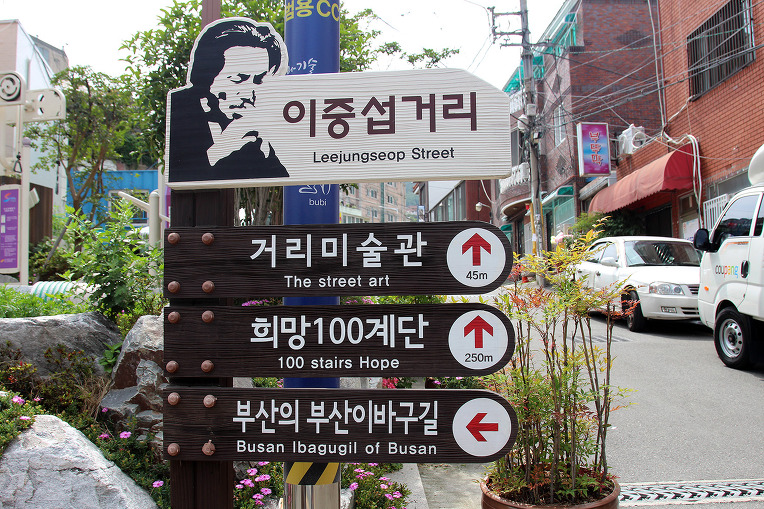 이중섭거리
Leejungseop Street
bubi
거리미술관
The street art
45m
희망100계단
100 stairs Hope
250m
부산의 부산이바구길
Busan Ibagugil of Busan
coupang